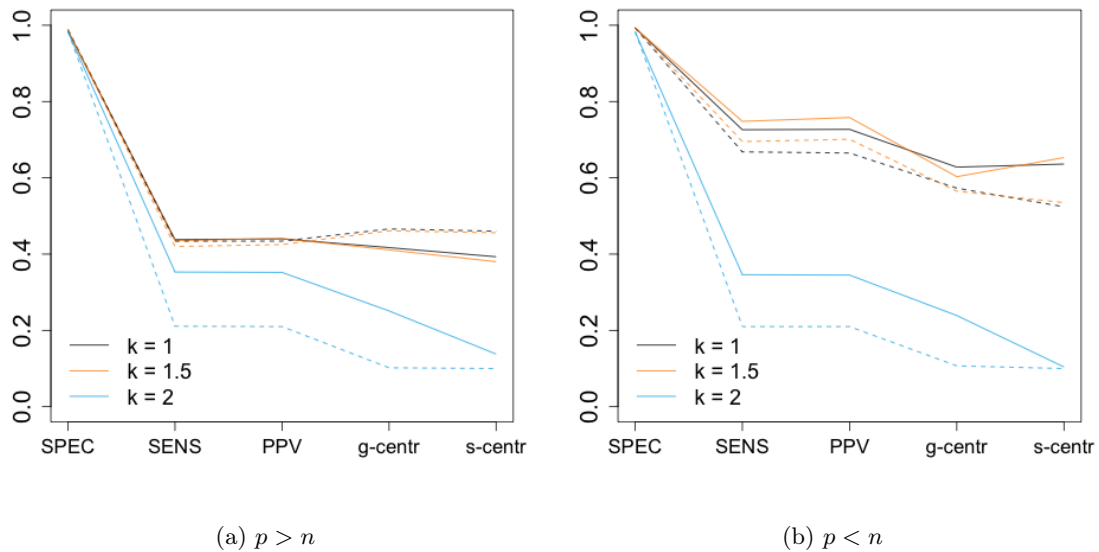 1.0
0.8
0.6
0.4
0.2
0.0
k = 1
k = 1.5
k = 2
SPEC SENS PPV g-centr s-centr
(a) p > n
1.0
0.8
0.6
0.4
0.2
0.0
k = 1
k = 1.5
k = 2
SPEC SENS PPV g-centr s-centr
(b) p < n